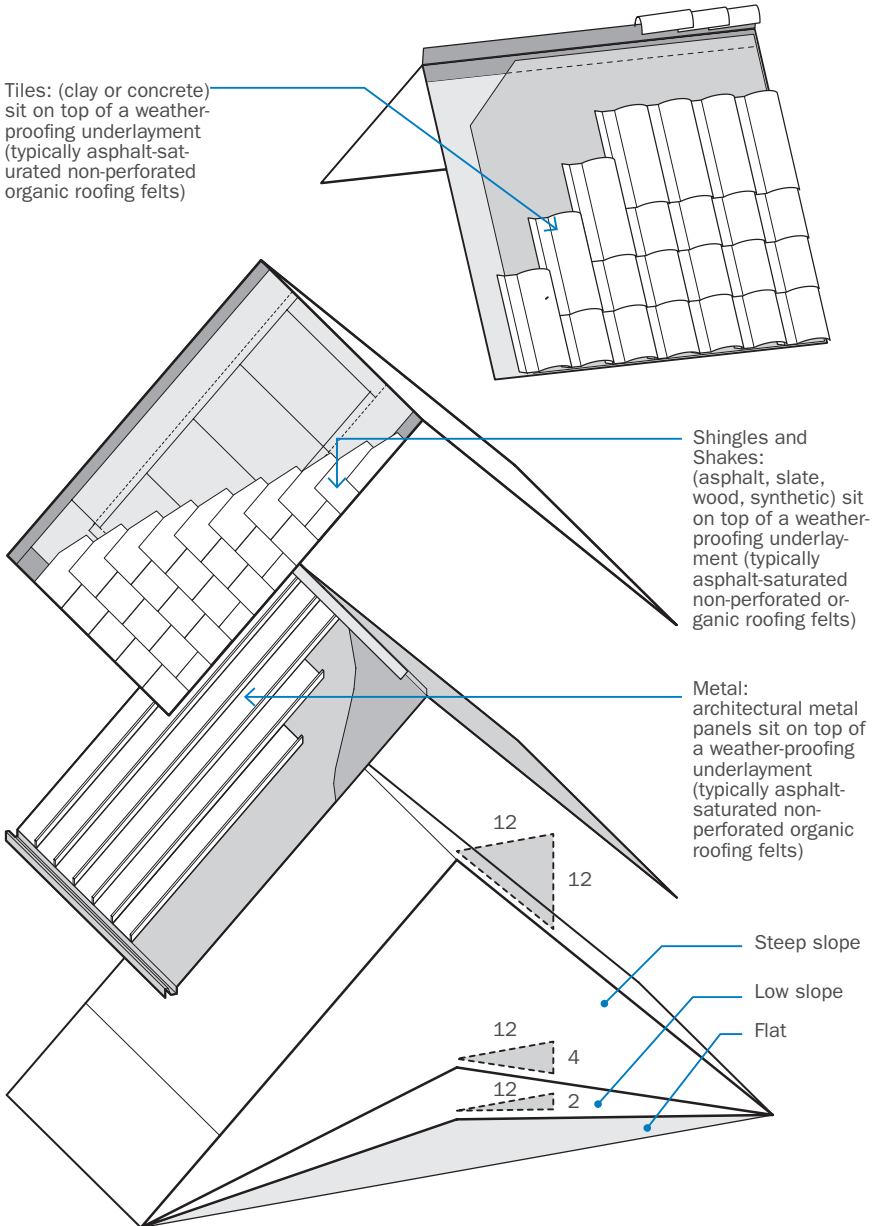 Tiles: (clay or concrete)
sit on top of a weather-
proofing underlayment
(typically asphalt-sat-
urated non-perforated
organic roofing felts)
Shingles and
Shakes:
(asphalt, slate,
wood, synthetic) sit
on top of a weather-
proofing underlay-
ment (typically
asphalt-saturated
non-perforated or-
ganic roofing felts)
Metal:
architectural metal
panels sit on top of
a weather-proofing
underlayment
(typically asphalt-
saturated non-
perforated organic
roofing felts)
12
12
Steep slope
Low slope
Flat
12
4
12
2